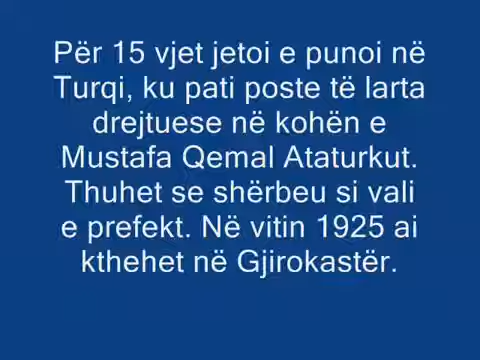 Për 15 vjet jetoi e punoi në
Turqi, ku pati poste të larta
drejtuese në kohën e
Mustafa Qemal Ataturkut.
Thuhet se shërbeu si vali
e prefekt. Në vitin 1925 ai
kthehet në Gjirokastër.